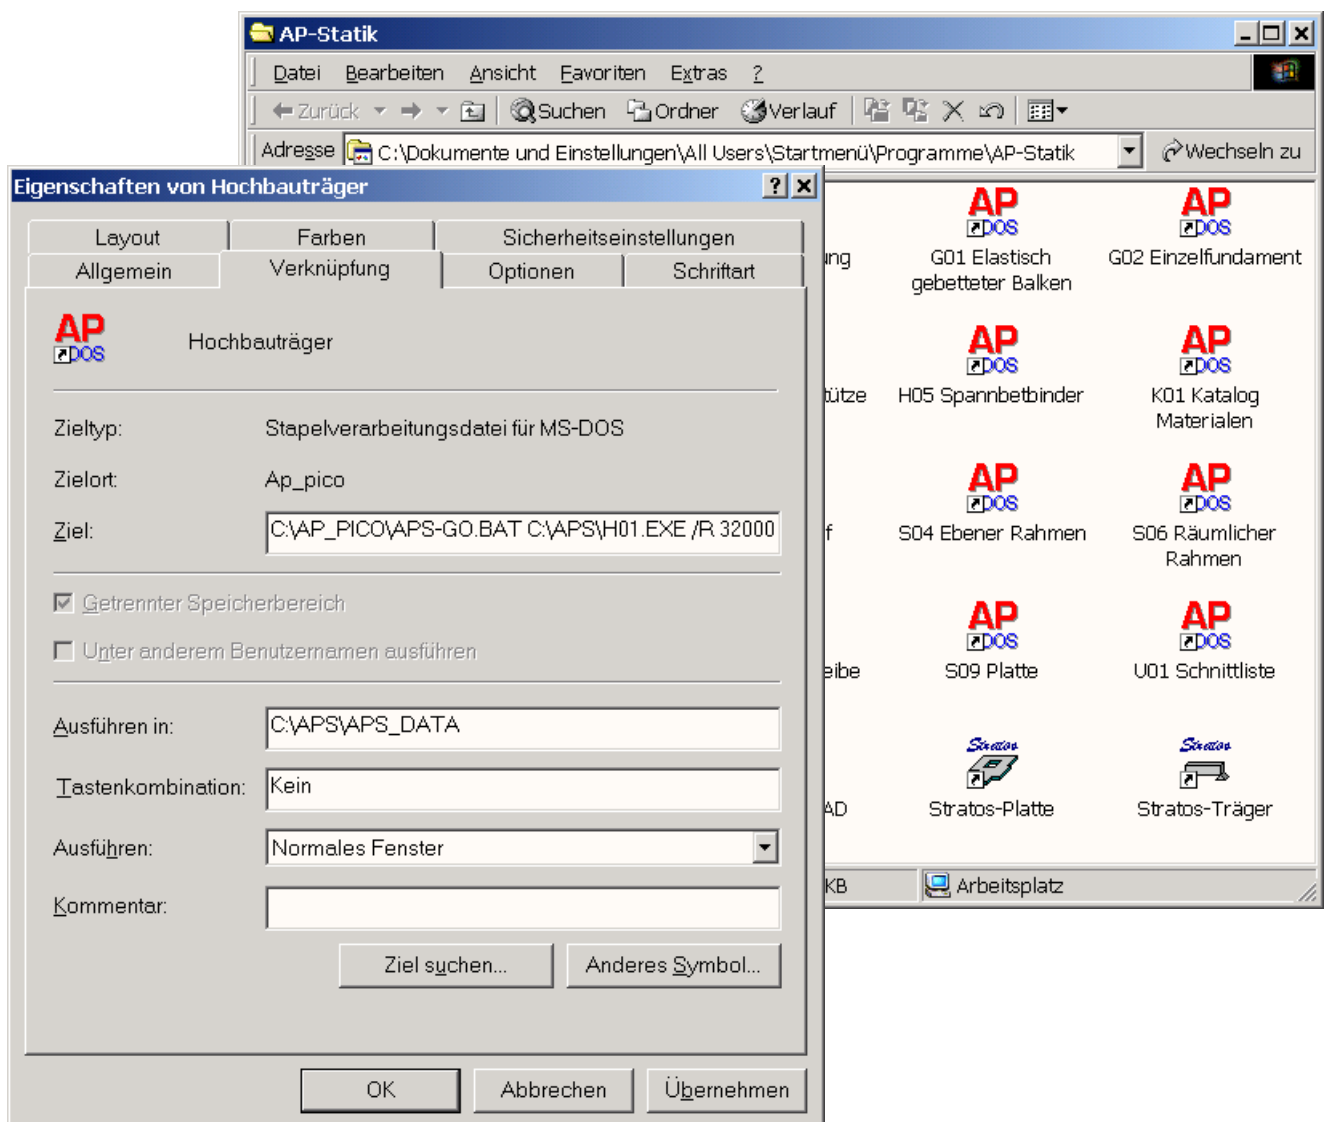 AP-Statik
Datei Bearbeiten Ansicht Favoriten Extras ?
Zurück Suchen Ordner Verlauf
Adresse C:\Dokumente und Einstellungen\All Users\Startmenü\Programme\AP-Statik Wechseln zu
Eigenschaften von Hochbauträger
Layout Farben Sicherheitseinstellungen
Allgemein Verknüpfung Optionen Schriftart
AP
DOS
Hochbauträger
Zieltyp: Stapelverarbeitungsdatei für MS-DOS
Zielort: Ap_pico
Ziel: C:\AP_PICO\APS-GO.BAT C:\APS\H01.EXE /R 32000
Getrennter Speicherbereich
Unter anderem Benutzernamen ausführen
Ausführen in: C:\APS\APS_DATA
Tastenkombination: Kein
Ausführen: Normales Fenster
Kommentar:
Ziel suchen... Anderes Symbol...
OK Abbrechen Übernehmen
AP AP
DOS DOS
ung G01 Elastisch G02 Einzelfundament
gebetteter Balken
AP AP
DOS DOS
tütze H05 Spannbetbinder K01 Katalog
Materialen
AP AP
DOS DOS
f S04 Ebener Rahmen S06 Räumlicher
Rahmen
AP AP
DOS DOS
eibe S09 Platte U01 Schnittliste
Stratos Stratos
AD Stratos-Platte Stratos-Träger
KB Arbeitsplatz